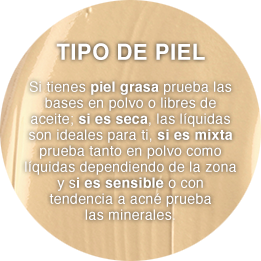 TIPO DE PIEL
Si tienes piel grasa prueba las
bases en polvo o libres de
aceite; si es seca, las líquidas
son ideales para ti, si es mixta
prueba tanto en polvo como
líquidas dependiendo de la zona
y si es sensible o con
tendencia a acné prueba
las minerales.